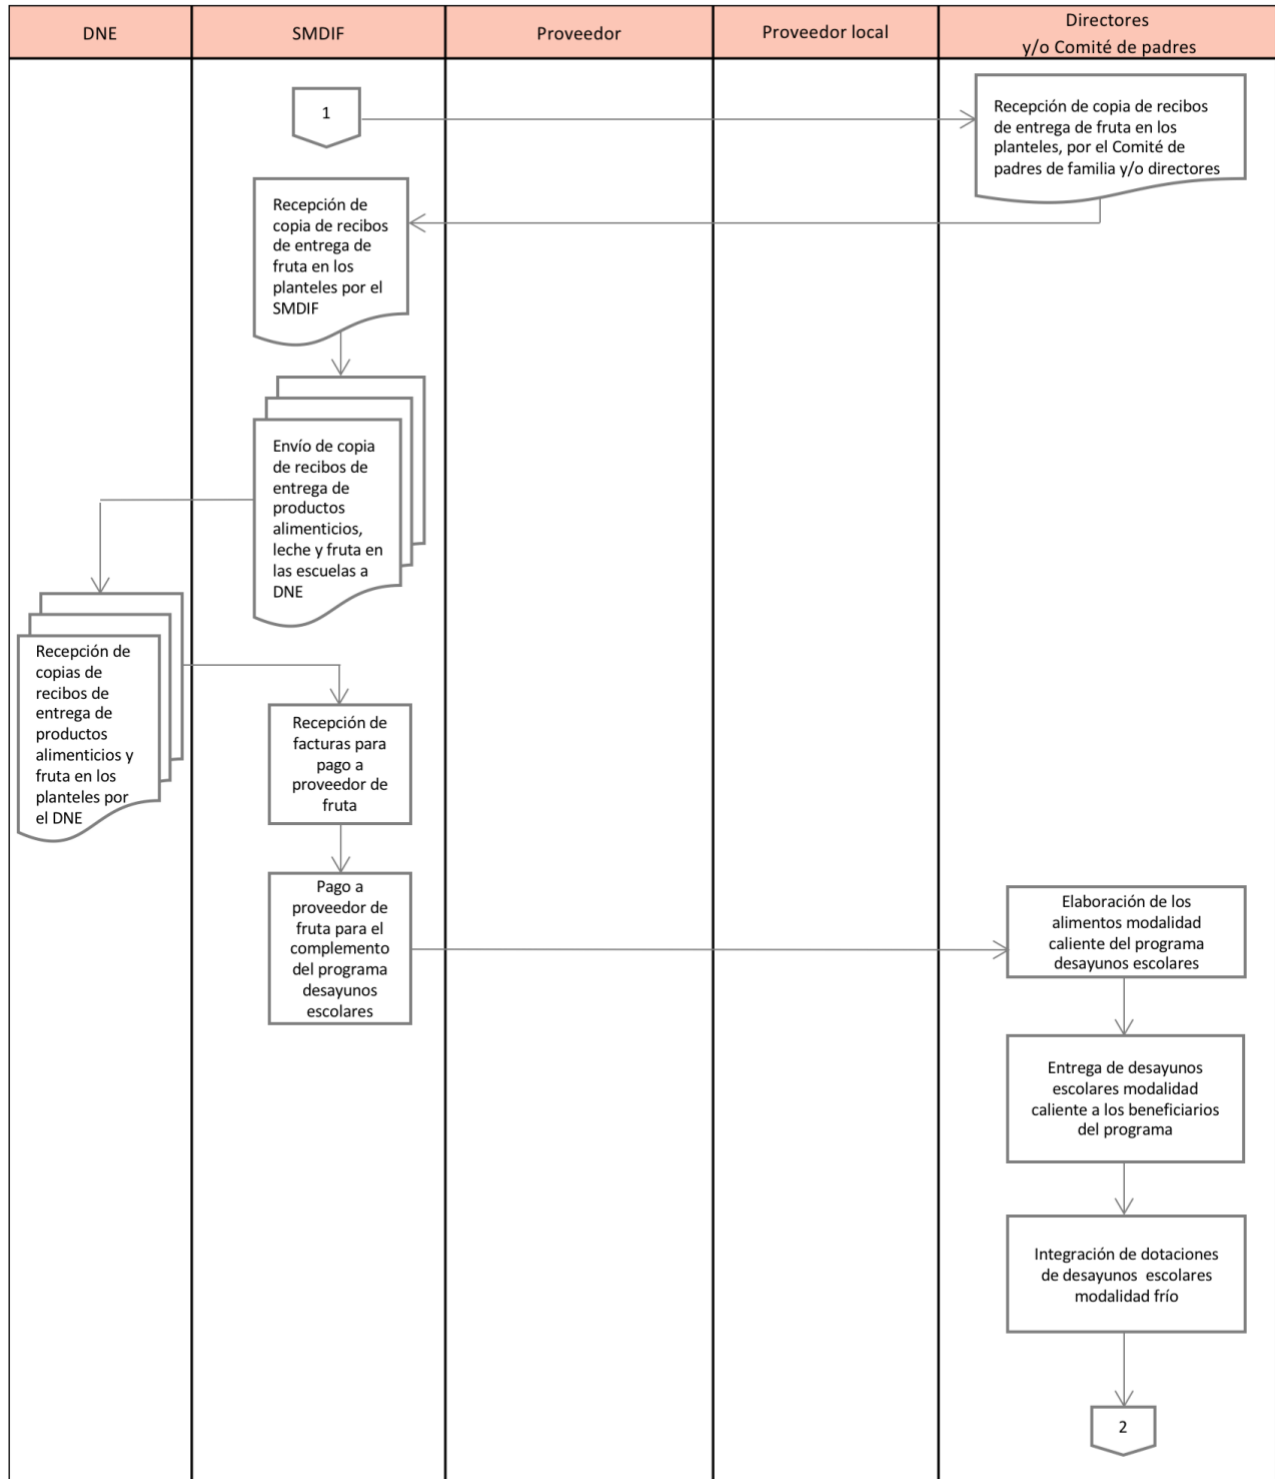 DNE
SMDIF
Proveedor
Proveedor local
Directores
y/o Comité de padres
1
Recepción de copia de recibos
de entrega de fruta en los
planteles, por el Comité de
padres de familia y/o directores
Recepción de
copia de recibos
de entrega de
fruta en los
planteles por el
SMDIF
Envío de copia
de recibos de
entrega de
productos
alimenticios,
leche y fruta en
las escuelas a
DNE
Recepción de
copias de
recibos de
entrega de
productos
alimenticios y
fruta en los
planteles por
el DNE
Recepción de
facturas para
pago a
proveedor de
fruta
Pago a
proveedor de
fruta para el
complemento
del programa
desayunos
escolares
Elaboración de los
alimentos modalidad
caliente del programa
desayunos escolares
Entrega de desayunos
escolares modalidad
caliente a los beneficiarios
del programa
Integración de dotaciones
de desayunos escolares
modalidad frío
2